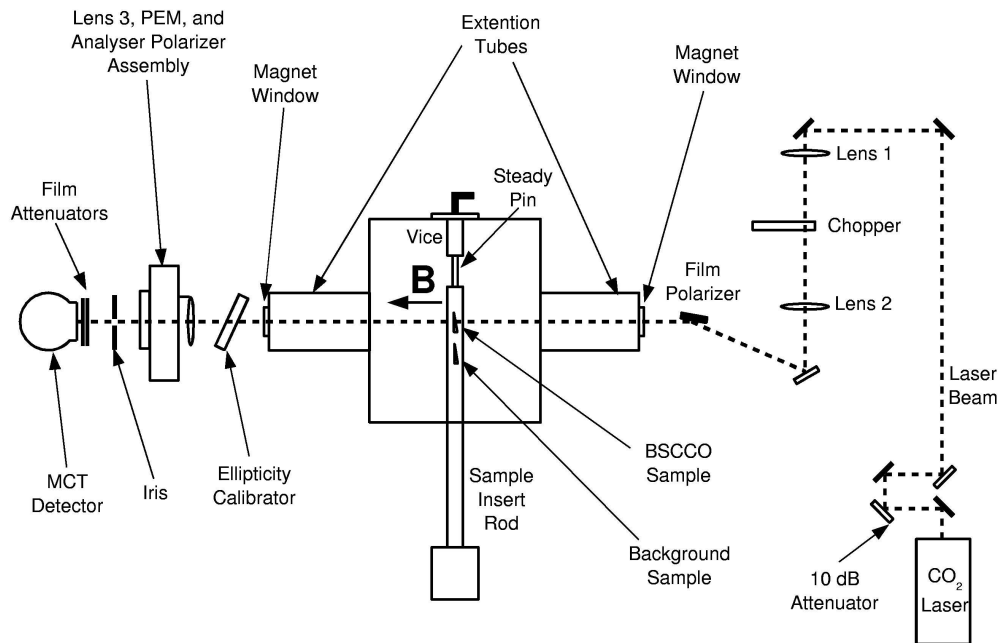 Lens 3, PEM, and
Analyser Polarizer
Assembly
Magnet
Window
Extention
Tubes
Magnet
Window
Lens 1
Film
Attenuators
Steady
Pin
Vice
Chopper
B
Film
Polarizer
Lens 2
Laser
Beam
MCT
Detector
Iris
Ellipticity
Calibrator
Sample
Insert
Rod
BSCCO
Sample
Background
Sample
10 dB
Attenuator
CO2
Laser